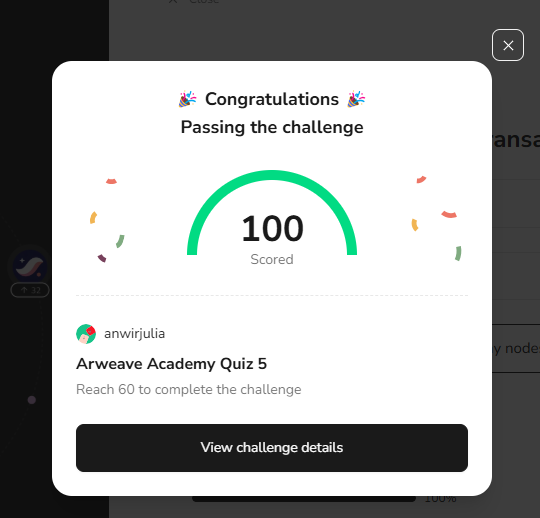 Close
Congratulations
Passing the challenge
100
Scored
ransa
32
anwirjulia
y node
Arweave Academy Quiz 5
Reach 60 to complete the challenge
View challenge details
100%